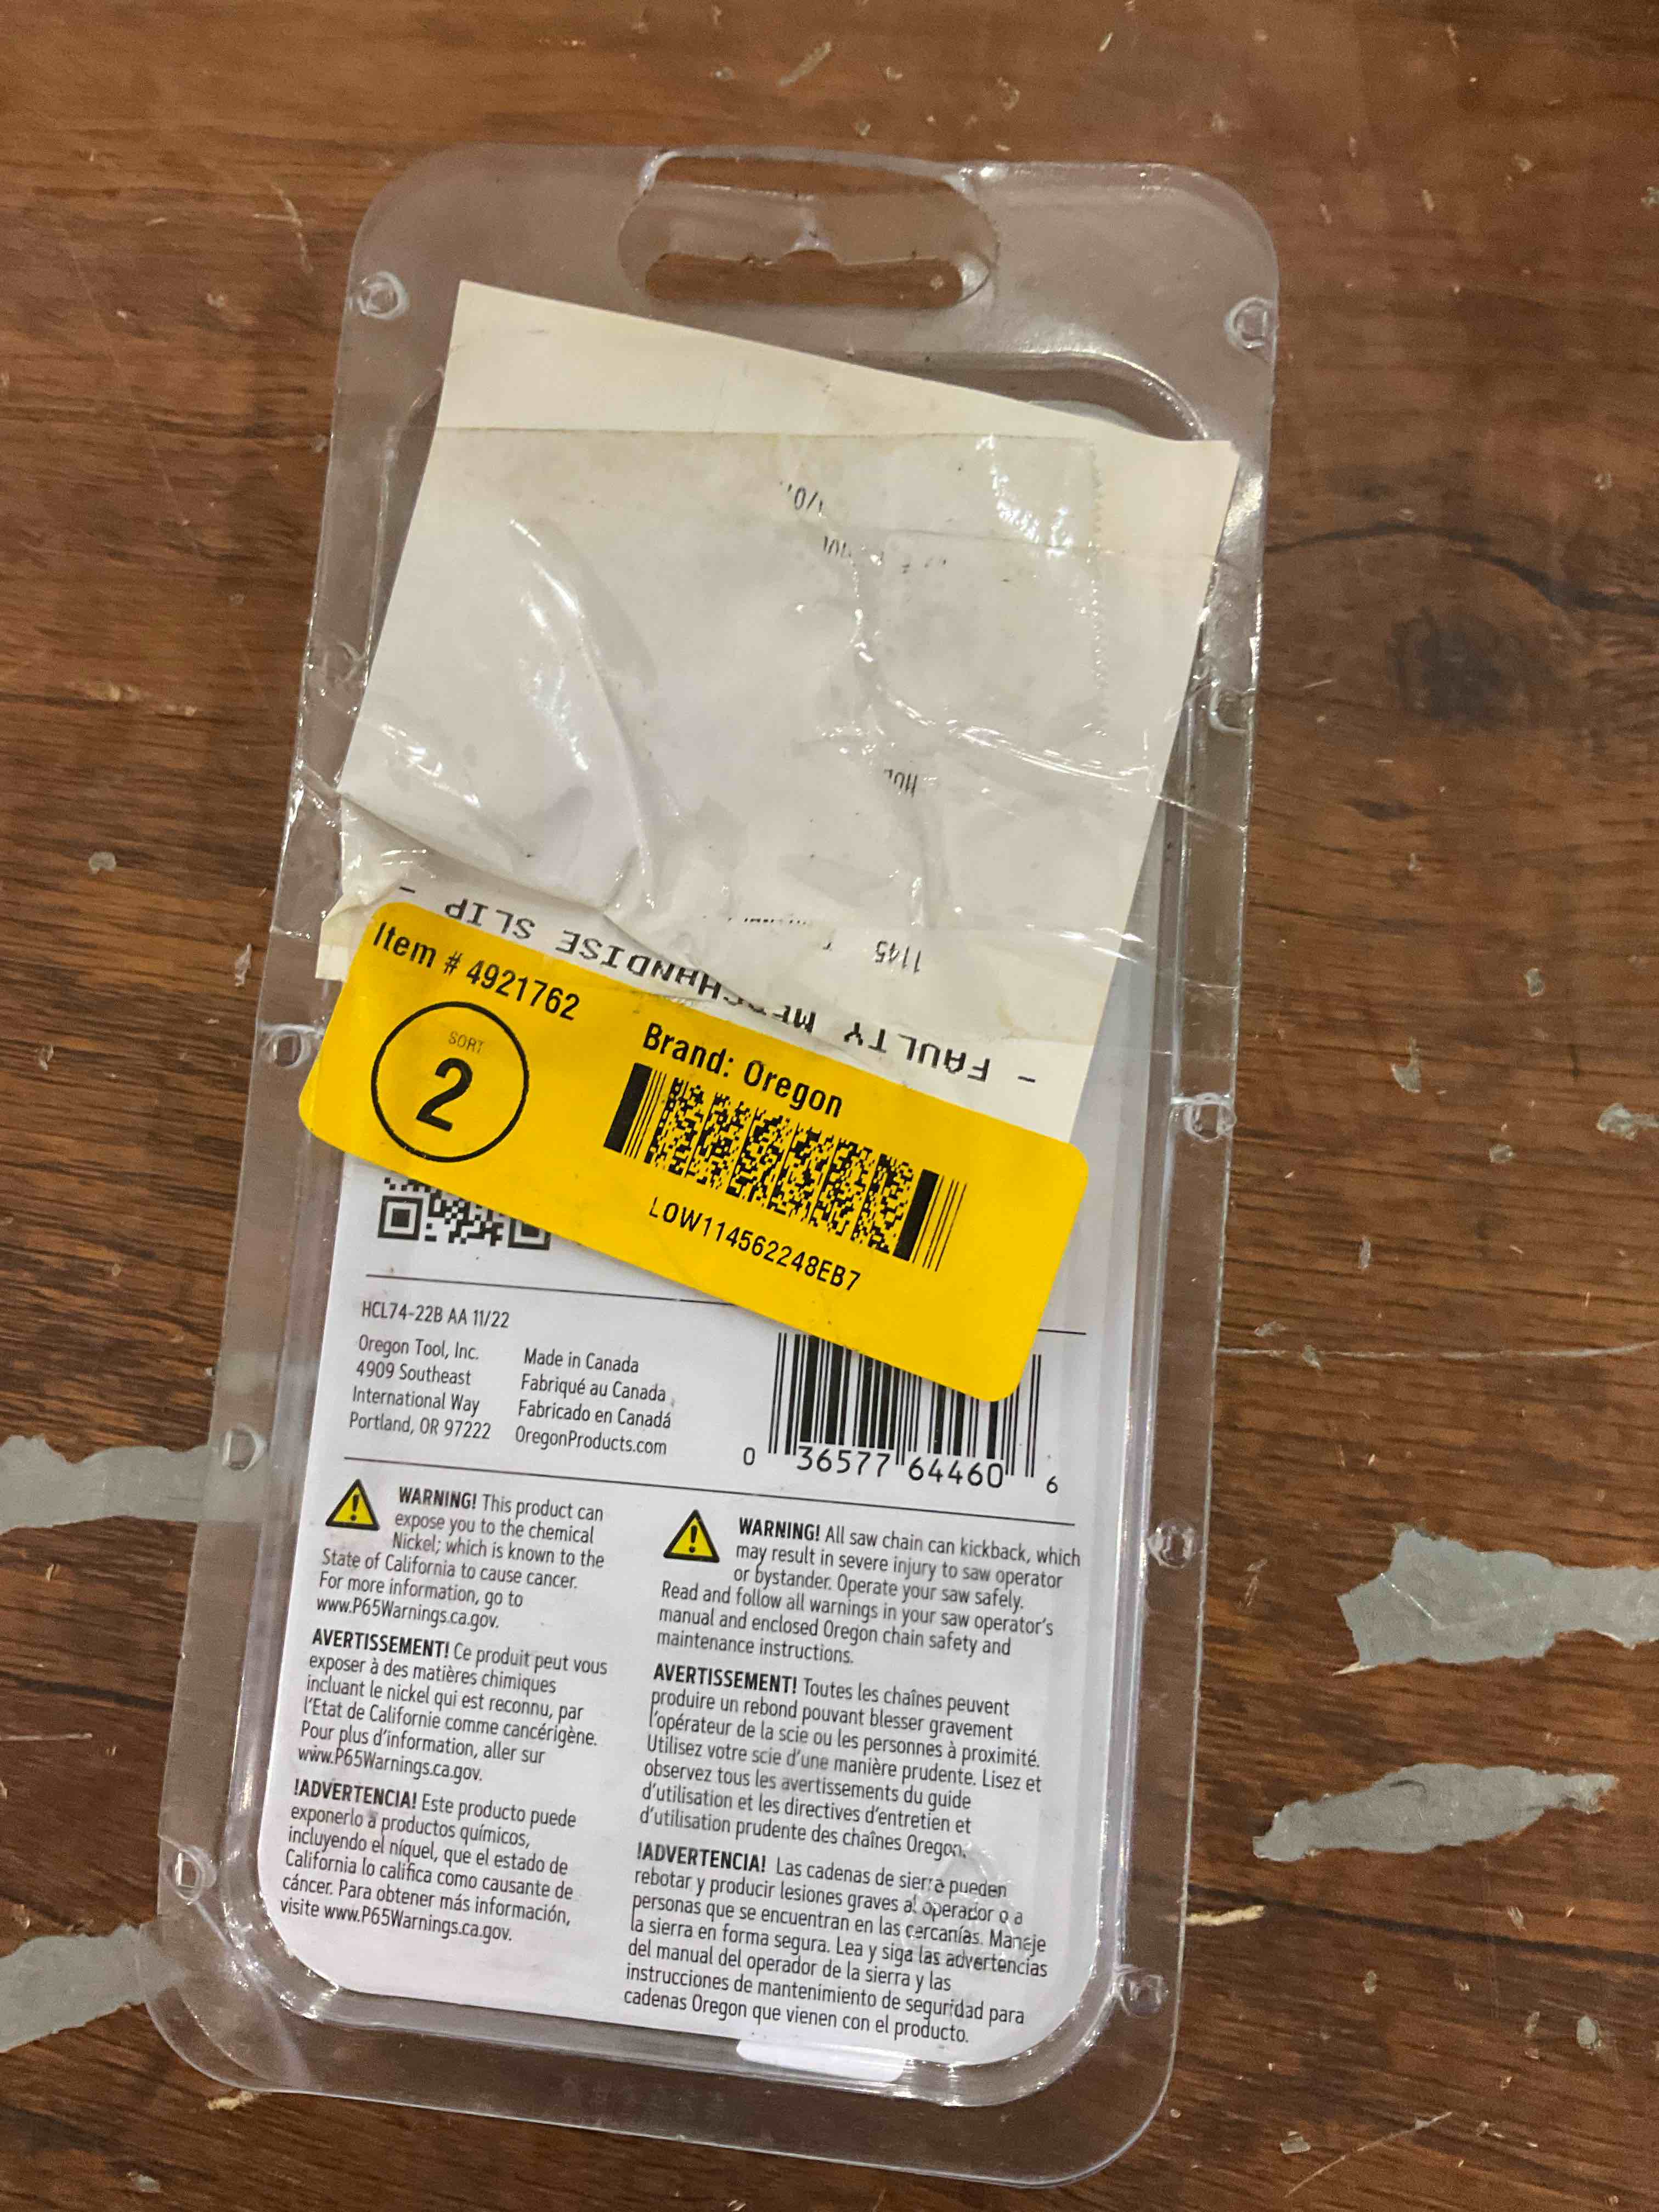 1145
- FAULTY MERCHANDISE SLIP -
Item # 4921762
SORT
2
Brand: Oregon
LOW114562248EB7
HCL74-22B AA 11/22
Oregon Tool, Inc.
4909 Southeast
International Way
Portland, OR 97222
Made in Canada
Fabriqué au Canada
Fabricado en Canadá
OregonProducts.com
0 36577 64460 6
WARNING! This product can
expose you to the chemical
Nickel; which is known to the
State of California to cause cancer.
For more information, go to
www.P65Warnings.ca.gov.
AVERTISSEMENT! Ce produit peut vous
exposer à des matières chimiques
incluant le nickel qui est reconnu, par
l'Etat de Californie comme cancérigène.
Pour plus d'information, aller sur
www.P65Warnings.ca.gov.
!ADVERTENCIA! Este producto puede
exponerlo a productos químicos,
incluyendo el níquel, que el estado de
California lo califica como causante de
cáncer. Para obtener más información,
visite www.P65Warnings.ca.gov.
WARNING! All saw chain can kickback, which
may result in severe injury to saw operator
or bystander. Operate your saw safely.
Read and follow all warnings in your saw operator's
manual and enclosed Oregon chain safety and
maintenance instructions.
AVERTISSEMENT! Toutes les chaînes peuvent
produire un rebond pouvant blesser gravement
l'opérateur de la scie ou les personnes à proximité.
Utilisez votre scie d'une manière prudente. Lisez et
observez tous les avertissements du guide
d'utilisation et les directives d'entretien et
d'utilisation prudente des chaînes Oregon.
!ADVERTENCIA! Las cadenas de sierra pueden
rebotar y producir lesiones graves al operador o a
personas que se encuentran en las cercanías. Maneje
la sierra en forma segura. Lea y siga las advertencias
del manual del operador de la sierra y las
instrucciones de mantenimiento de seguridad para
cadenas Oregon que vienen con el producto.